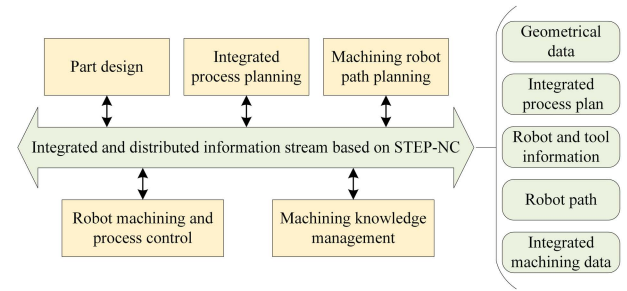 Part design
Integrated
process planning
Machining robot
path planning
Integrated and distributed information stream based on STEP-NC
Robot machining and
process control
Machining knowledge
management
Geometrical
data
Integrated
process plan
Robot and tool
information
Robot path
Integrated
machining data